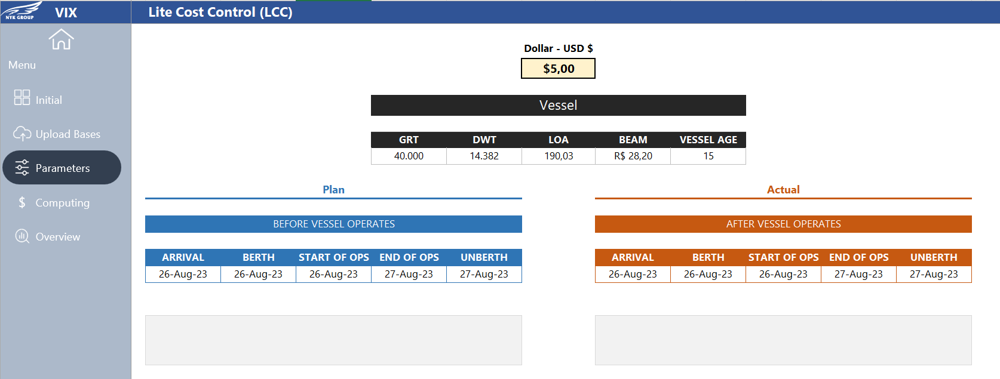 NYK GROUP
VIX
Lite Cost Control (LCC)
Menu
Initial
Upload Bases
Parameters
$ Computing
Overview
Dollar - USD $
$5,00
Vessel
GRT DWT LOA BEAM VESSEL AGE
40.000 14.382 190,03 R$ 28,20 15
Plan
BEFORE VESSEL OPERATES
ARRIVAL BERTH START OF OPS END OF OPS UNBERTH
26-Aug-23 26-Aug-23 26-Aug-23 27-Aug-23 27-Aug-23
Actual
AFTER VESSEL OPERATES
ARRIVAL BERTH START OF OPS END OF OPS UNBERTH
26-Aug-23 26-Aug-23 26-Aug-23 27-Aug-23 27-Aug-23